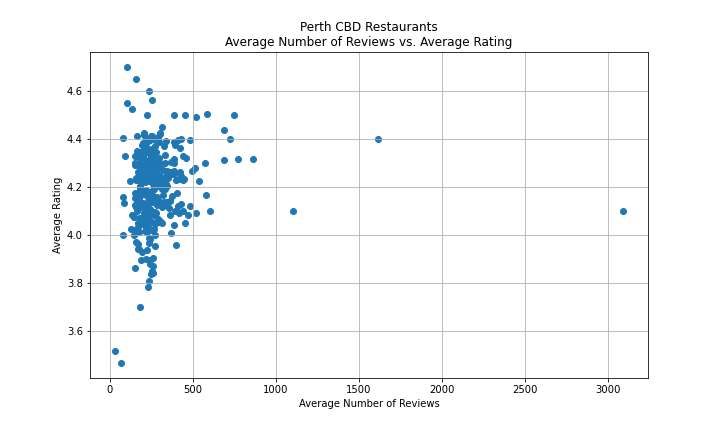 Perth CBD Restaurants
Average Number of Reviews vs. Average Rating
4.6
4.4
4.2
4.0
3.8
3.6
Average Rating
0 500 1000 1500 2000 2500 3000
Average Number of Reviews